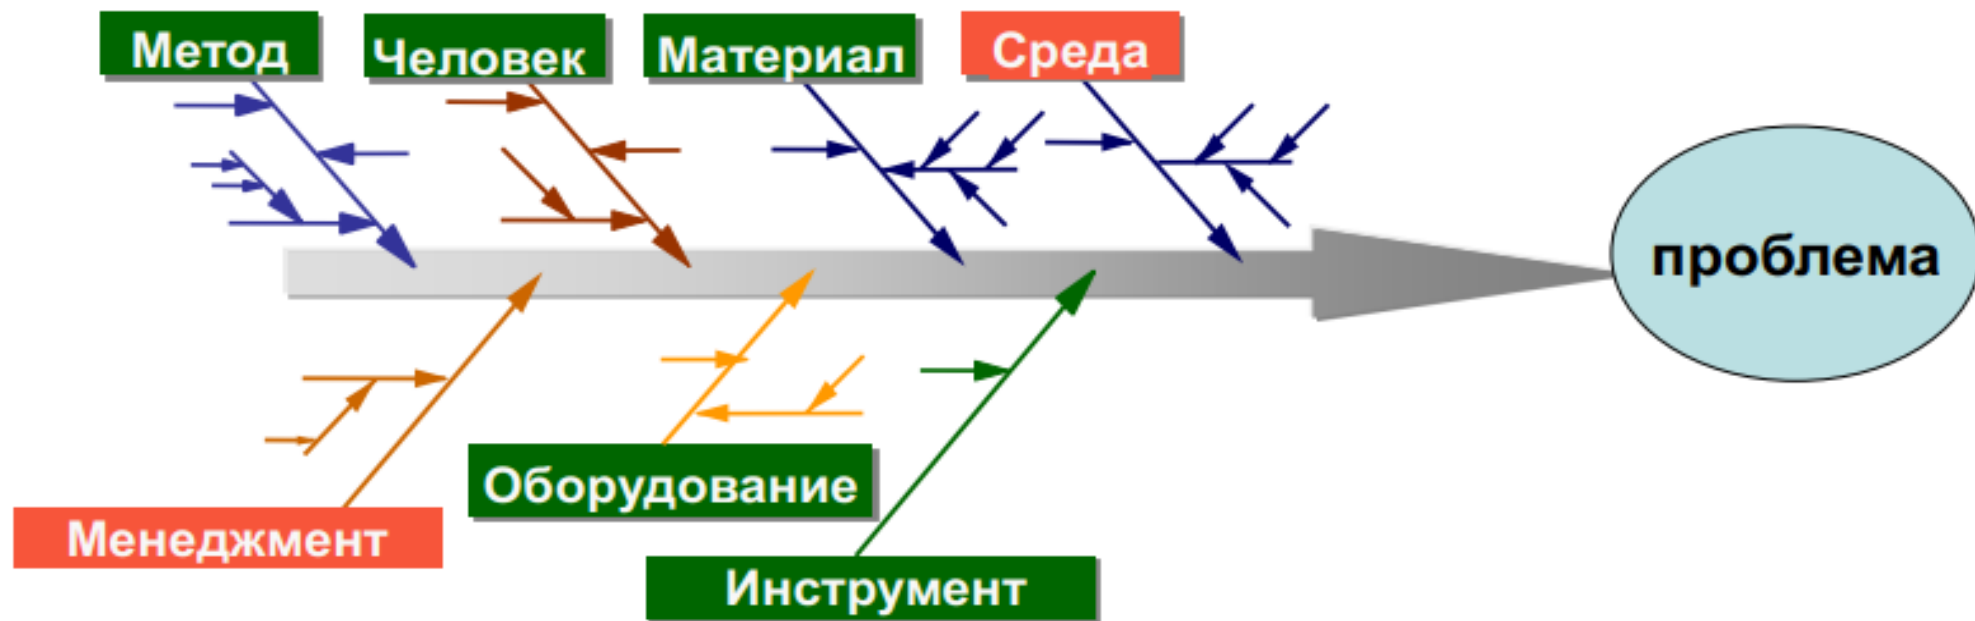 Метод
Человек
Материал
Среда
проблема
Оборудование
Менеджмент
Инструмент